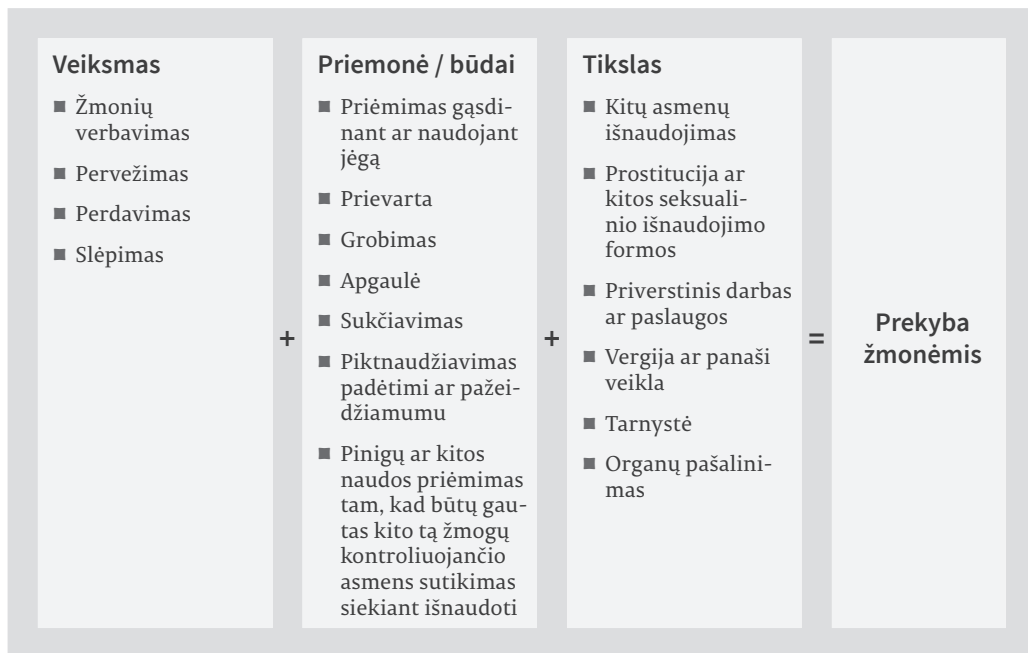 Veiksmas
■ Žmonių
verbavimas
■ Pervežimas
■ Perdavimas
■ Slėpimas
+
Priemonė / būdai
■ Priėmimas gąsdi-
nant ar naudojant
jėgą
■ Prievarta
■ Grobimas
■ Apgaulė
■ Sukčiavimas
■ Piktnaudžiavimas
padėtimi ar pažei-
džiamumu
■ Pinigų ar kitos
naudos priėmimas
tam, kad būtų gau-
tas kito tą žmogų
kontroliuojančio
asmens sutikimas
siekiant išnaudoti
+
Tikslas
■ Kitų asmenų
išnaudojimas
■ Prostitucija ar
kitos seksuali-
nio išnaudojimo
formos
■ Priverstinis darbas
ar paslaugos
■ Vergija ar panaši
veikla
■ Tarnystė
■ Organų pašalini-
mas
=
Prekyba
žmonėmis